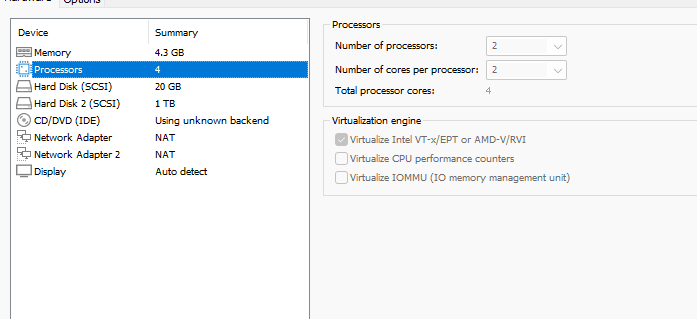 Hardware Options
Device Summary
Memory 4.3 GB
Processors 4
Hard Disk (SCSI) 20 GB
Hard Disk 2 (SCSI) 1 TB
CD/DVD (IDE) Using unknown backend
Network Adapter NAT
Network Adapter 2 NAT
Display Auto detect
Processors
Number of processors: 2
Number of cores per processor: 2
Total processor cores: 4
Virtualization engine
Virtualize Intel VT-x/EPT or AMD-V/RVI
Virtualize CPU performance counters
Virtualize IOMMU (IO memory management unit)